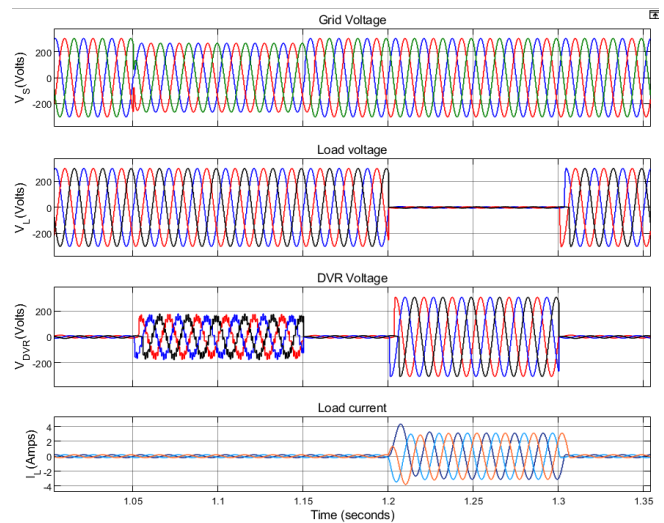 Grid Voltage
200
0
-200
V_S(Volts)
Load voltage
200
0
-200
V_L(Volts)
DVR Voltage
200
0
-200
V_DVR(Volts)
Load current
4
2
0
-2
-4
I_L(Amps)
1.05
1.1
1.15
1.2
1.25
1.3
1.35
Time (seconds)